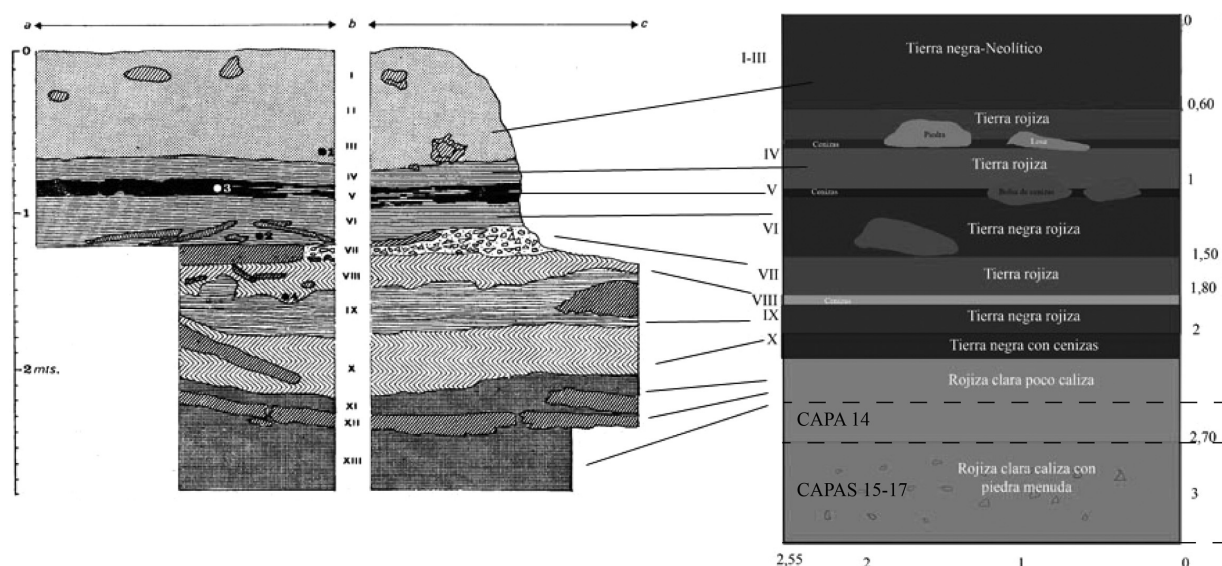 a
b
c
0
1
2 mts.
I
II
III
IV
V
VI
VII
VIII
IX
X
XI
XII
XIII
1
3
2
I-III
IV
V
VI
VII
VIII
IX
X
Tierra negra-Neolítico
Tierra rojiza
Piedra
Losa
Cenizas
Tierra rojiza
Cenizas
Bolsa de cenizas
Tierra negra rojiza
Tierra rojiza
Cenizas
Tierra negra rojiza
Tierra negra con cenizas
Rojiza clara poco caliza
CAPA 14
Rojiza clara caliza con
piedra menuda
CAPAS 15-17
0
0,60
1
1,50
1,80
2
2,70
3
2,55
2
1
0